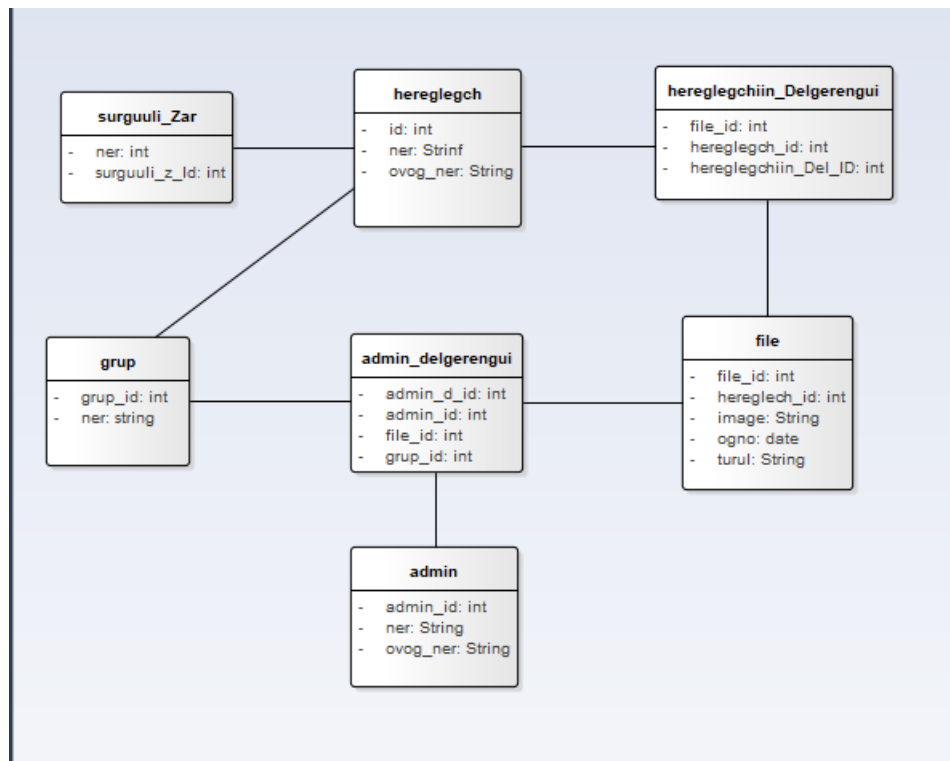 surguuli_Zar
- ner: int
- surguuli_z_Id: int
hereglegch
- id: int
- ner: Strinf
- ovog_ner: String
hereglegchiin_Delgerengui
- file_id: int
- hereglegch_id: int
- hereglegchiin_Del_ID: int
grup
- grup_id: int
- ner: string
admin_delgerengui
- admin_d_id: int
- admin_id: int
- file_id: int
- grup_id: int
file
- file_id: int
- hereglech_id: int
- image: String
- ogno: date
- turul: String
admin
- admin_id: int
- ner: String
- ovog_ner: String